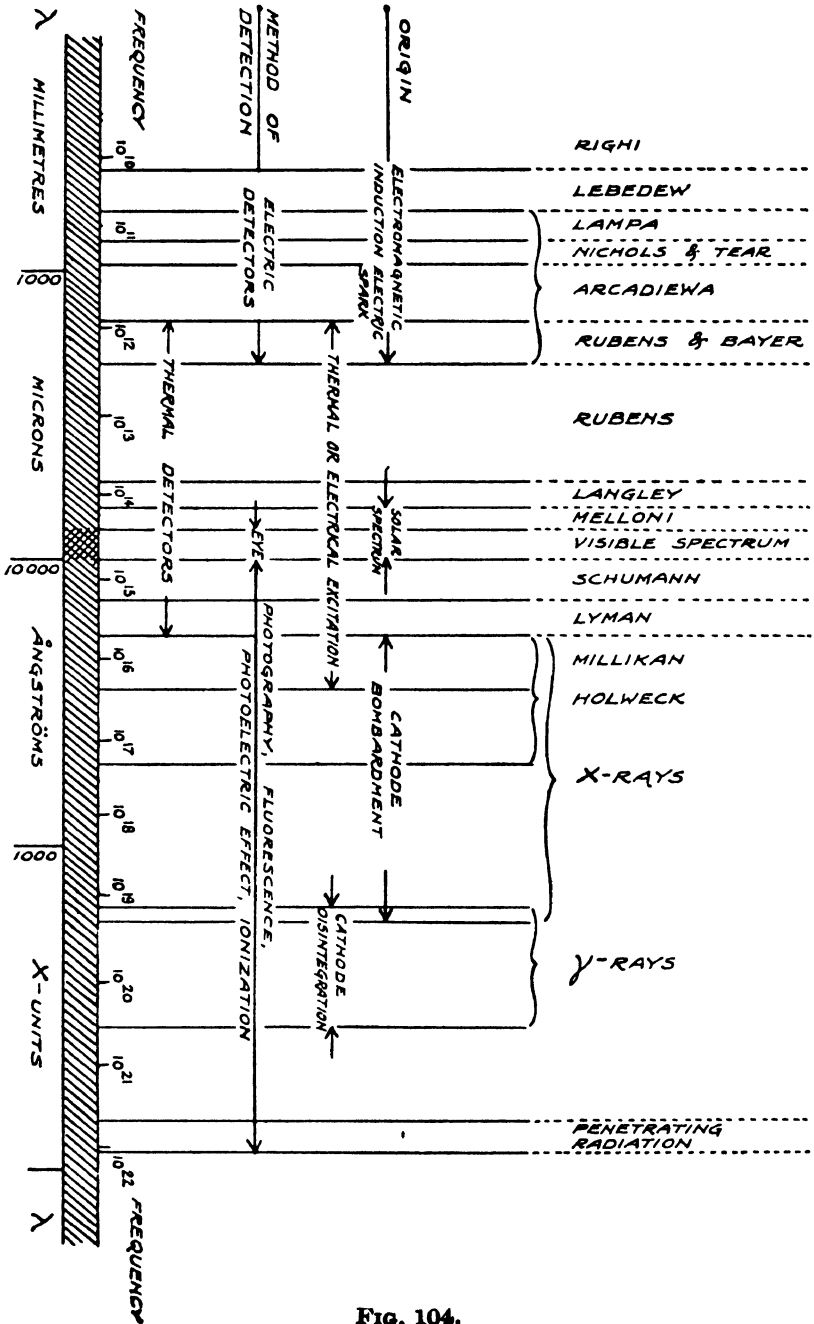 λ
MILLIMETRES
1000
MICRONS
10000
ÅNGSTRÖMS
1000
X-UNITS
λ
FREQUENCY
10^10
10^11
10^12
10^13
10^14
10^15
10^16
10^17
10^18
10^19
10^20
10^21
10^22
FREQUENCY
THERMAL DETECTORS
METHOD OF
DETECTION
ELECTRIC
DETECTORS
EYE
PHOTOGRAPHY, FLUORESCENCE,
PHOTOELECTRIC EFFECT, IONIZATION
ORIGIN
ELECTROMAGNETIC
INDUCTION ELECTRIC
SPARK
THERMAL OR ELECTRICAL EXCITATION
SOLAR
SPECTRUM
CATHODE
BOMBARDMENT
CATHODE
DISINTEGRATION
RIGHI
LEBEDEW
LAMPA
NICHOLS & TEAR
ARCADIEWA
RUBENS & BAYER
RUBENS
LANGLEY
MELLONI
VISIBLE SPECTRUM
SCHUMANN
LYMAN
MILLIKAN
HOLWECK
X-RAYS
γ-RAYS
PENETRATING
RADIATION
FIG. 104.